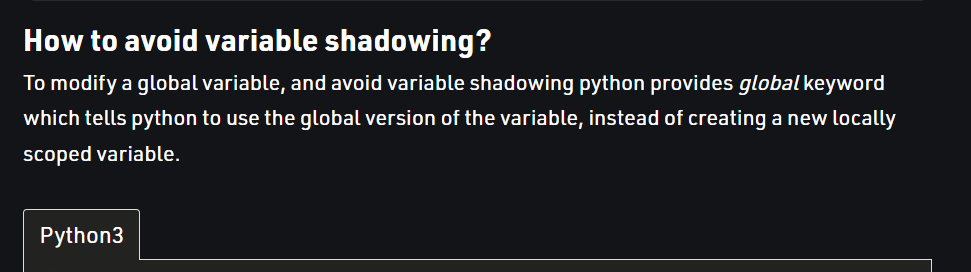 How to avoid variable shadowing?
To modify a global variable, and avoid variable shadowing python provides global keyword
which tells python to use the global version of the variable, instead of creating a new locally
scoped variable.
Python3